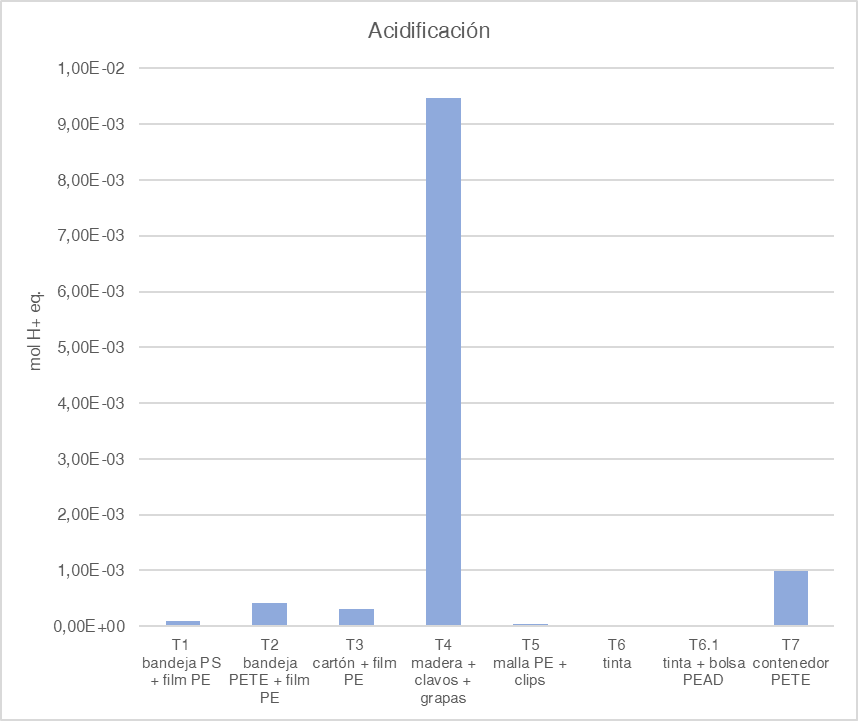 Acidificación
mol H+ eq.
1,00E-02
9,00E-03
8,00E-03
7,00E-03
6,00E-03
5,00E-03
4,00E-03
3,00E-03
2,00E-03
1,00E-03
0,00E+00
T1
bandeja PS
+ film PE
T2
bandeja
PETE + film
PE
T3
cartón + film
PE
T4
madera +
clavos +
grapas
T5
malla PE +
clips
T6
tinta
T6.1
tinta + bolsa
PEAD
T7
contenedor
PETE